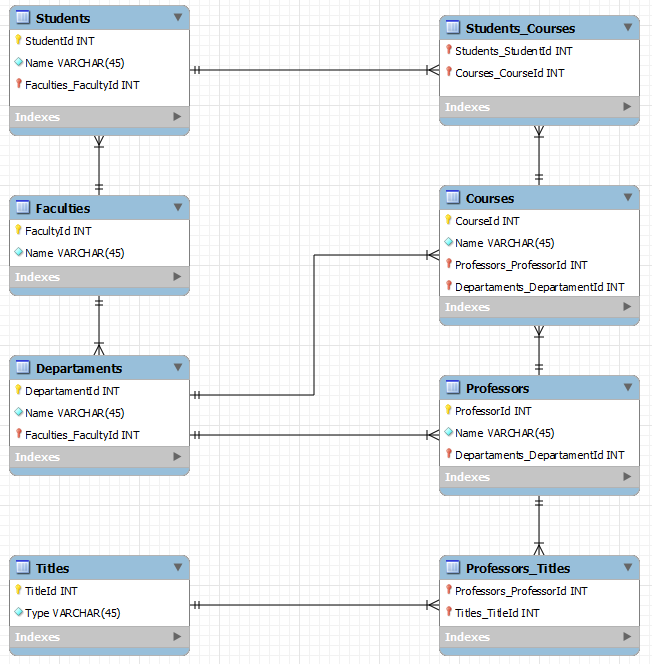 Students
StudentId INT
Name VARCHAR(45)
Faculties_FacultyId INT
Indexes
Students_Courses
Students_StudentId INT
Courses_CourseId INT
Indexes
Faculties
FacultyId INT
Name VARCHAR(45)
Indexes
Courses
CourseId INT
Name VARCHAR(45)
Professors_ProfessorId INT
Departaments_DepartamentId INT
Indexes
Departaments
DepartamentId INT
Name VARCHAR(45)
Faculties_FacultyId INT
Indexes
Professors
ProfessorId INT
Name VARCHAR(45)
Departaments_DepartamentId INT
Indexes
Titles
TitleId INT
Type VARCHAR(45)
Indexes
Professors_Titles
Professors_ProfessorId INT
Titles_TitleId INT
Indexes